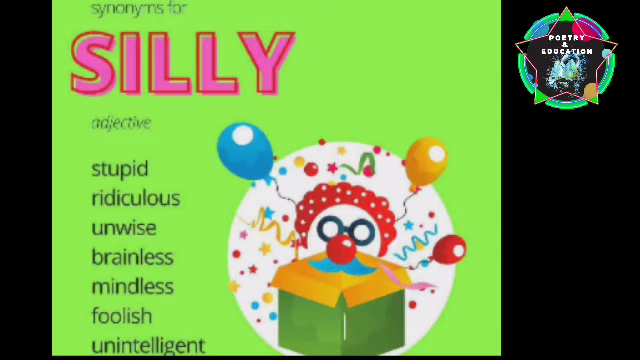 synonyms for
SILLY
adjective
stupid
ridiculous
unwise
brainless
mindless
foolish
unintelligent
POETRY
&
EDUCATION